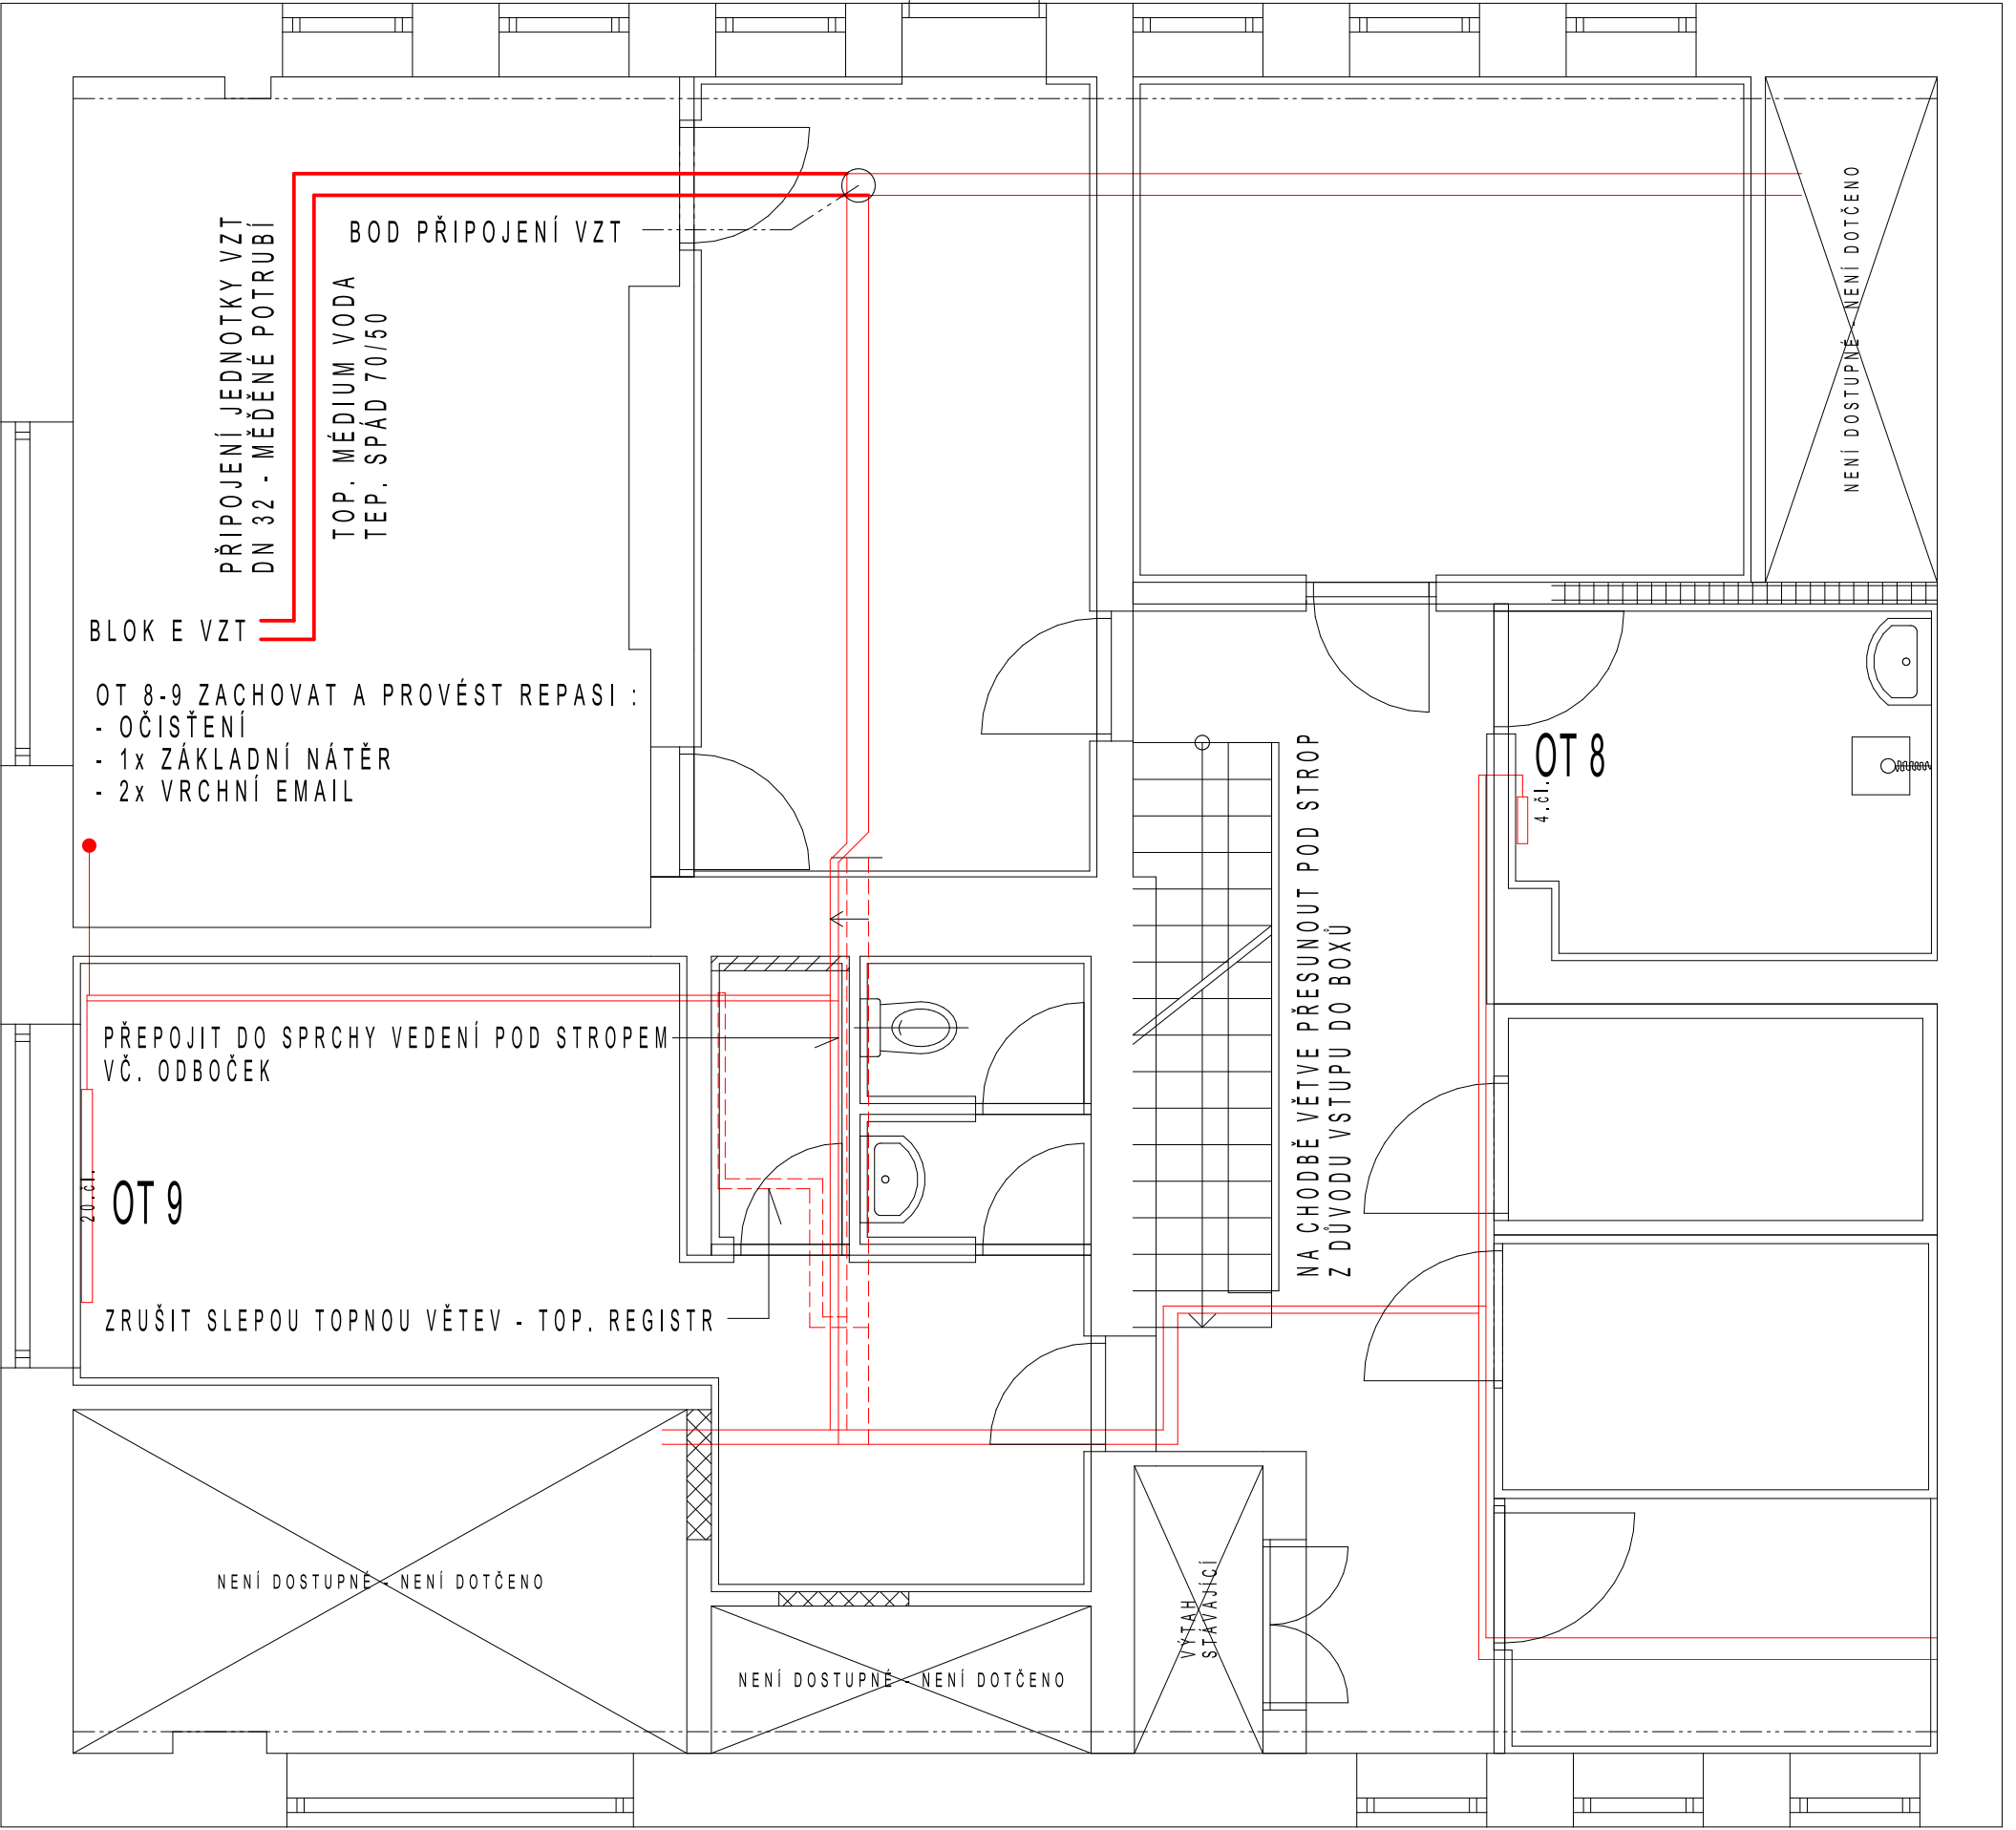 BOD PŘIPOJENÍ VZT
PŘIPOJENÍ JEDNOTKY VZT
DN 32 - MĚDĚNÉ POTRUBÍ
TOP. MÉDIUM VODA
TEP. SPÁD 70/50
NENÍ DOSTUPNÉ - NENÍ DOTČENO
BLOK E VZT
OT 8-9 ZACHOVAT A PROVÉST REPASI :
- OČISTĚNÍ
- 1x ZÁKLADNÍ NÁTĚR
- 2x VRCHNÍ EMAIL
OT 8
4.čl.
NA CHODBĚ VĚTVE PŘESUNOUT POD STROP
Z DŮVODU VSTUPU DO BOXŮ
PŘEPOJIT DO SPRCHY VEDENÍ POD STROPEM
VČ. ODBOČEK
20.čl.
OT 9
ZRUŠIT SLEPOU TOPNOU VĚTEV - TOP. REGISTR
NENÍ DOSTUPNÉ - NENÍ DOTČENO
NENÍ DOSTUPNÉ - NENÍ DOTČENO
VÝTAH
STÁVAJÍCÍ